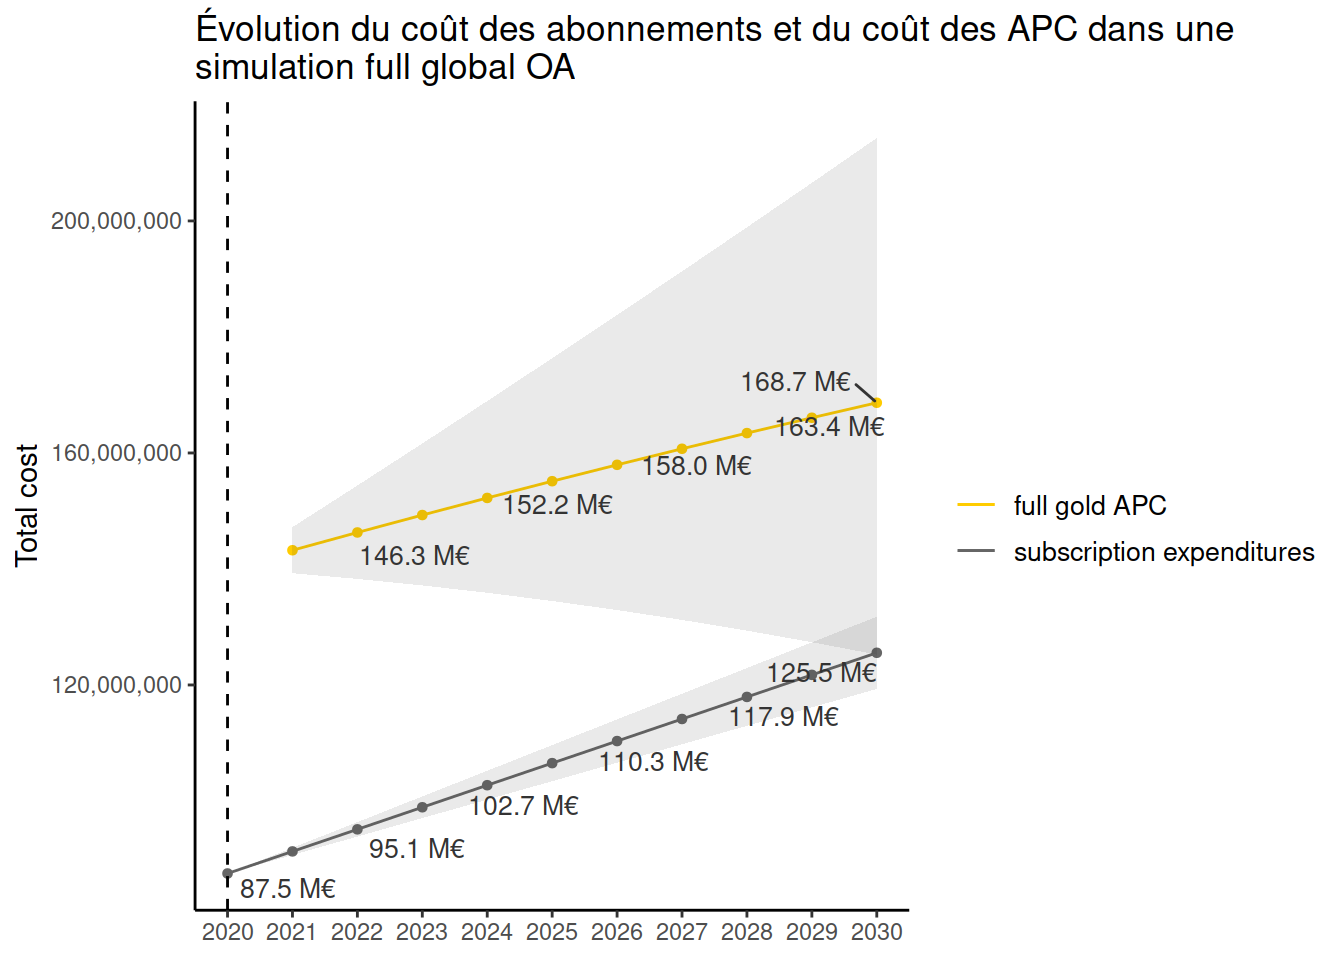 Évolution du coût des abonnements et du coût des APC dans une
simulation full global OA
Total cost
200,000,000
160,000,000
120,000,000
168.7 M€
163.4 M€
158.0 M€
152.2 M€
146.3 M€
125.5 M€
117.9 M€
110.3 M€
102.7 M€
95.1 M€
87.5 M€
2020 2021 2022 2023 2024 2025 2026 2027 2028 2029 2030
full gold APC
subscription expenditures